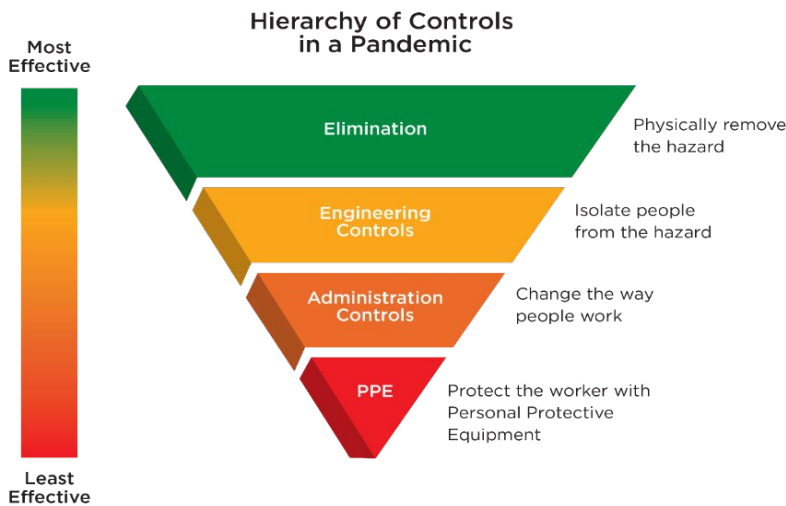 Hierarchy of Controls
in a Pandemic
Most
Effective
Elimination
Physically remove
the hazard
Engineering
Controls
Isolate people
from the hazard
Administration
Controls
Change the way
people work
PPE
Protect the worker with
Personal Protective
Equipment
Least
Effective